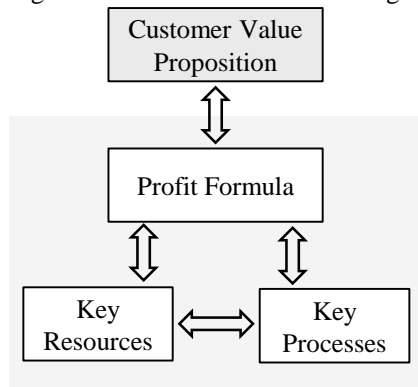 Customer Value
Proposition
Profit Formula
Key
Resources
Key
Processes